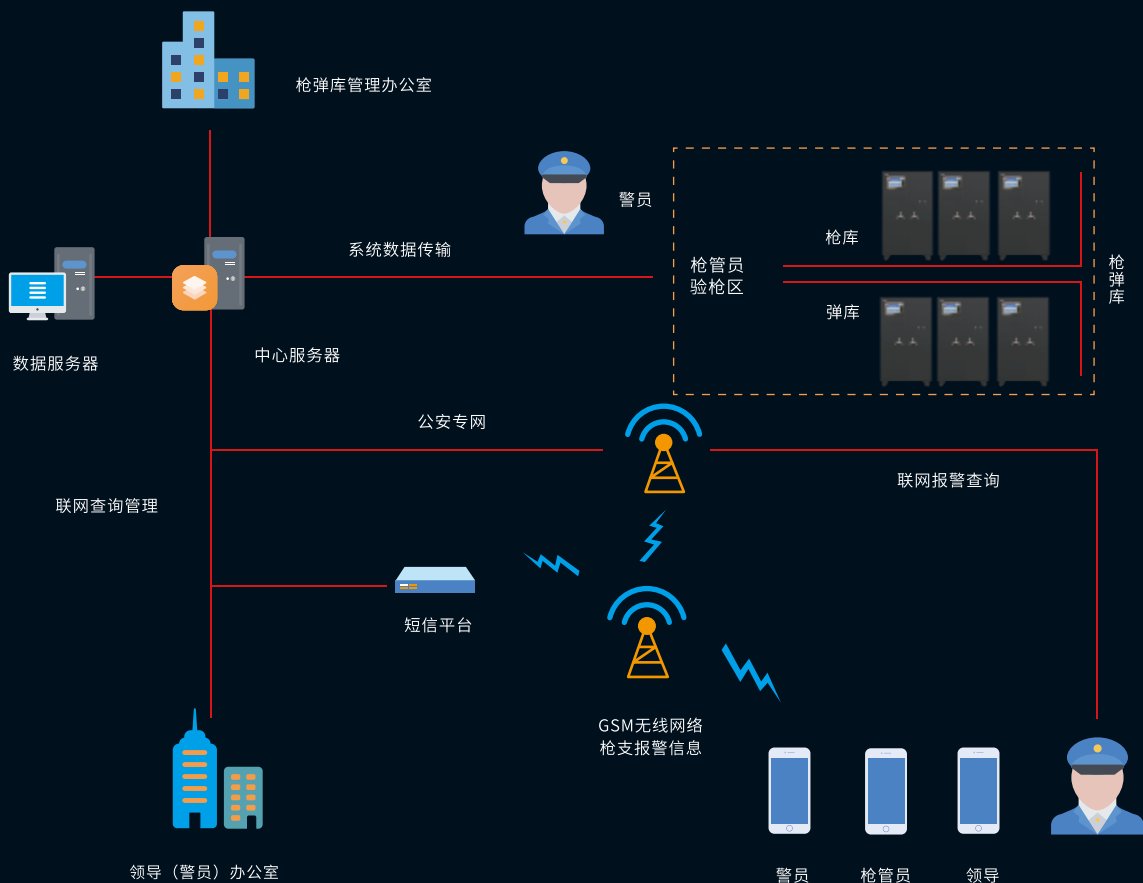 枪弹库管理办公室
警员
系统数据传输
枪库
枪管员
验枪区
枪弹库
弹库
数据服务器
中心服务器
公安专网
联网报警查询
联网查询管理
短信平台
GSM无线网络
枪支报警信息
领导（警员）办公室
警员
枪管员
领导